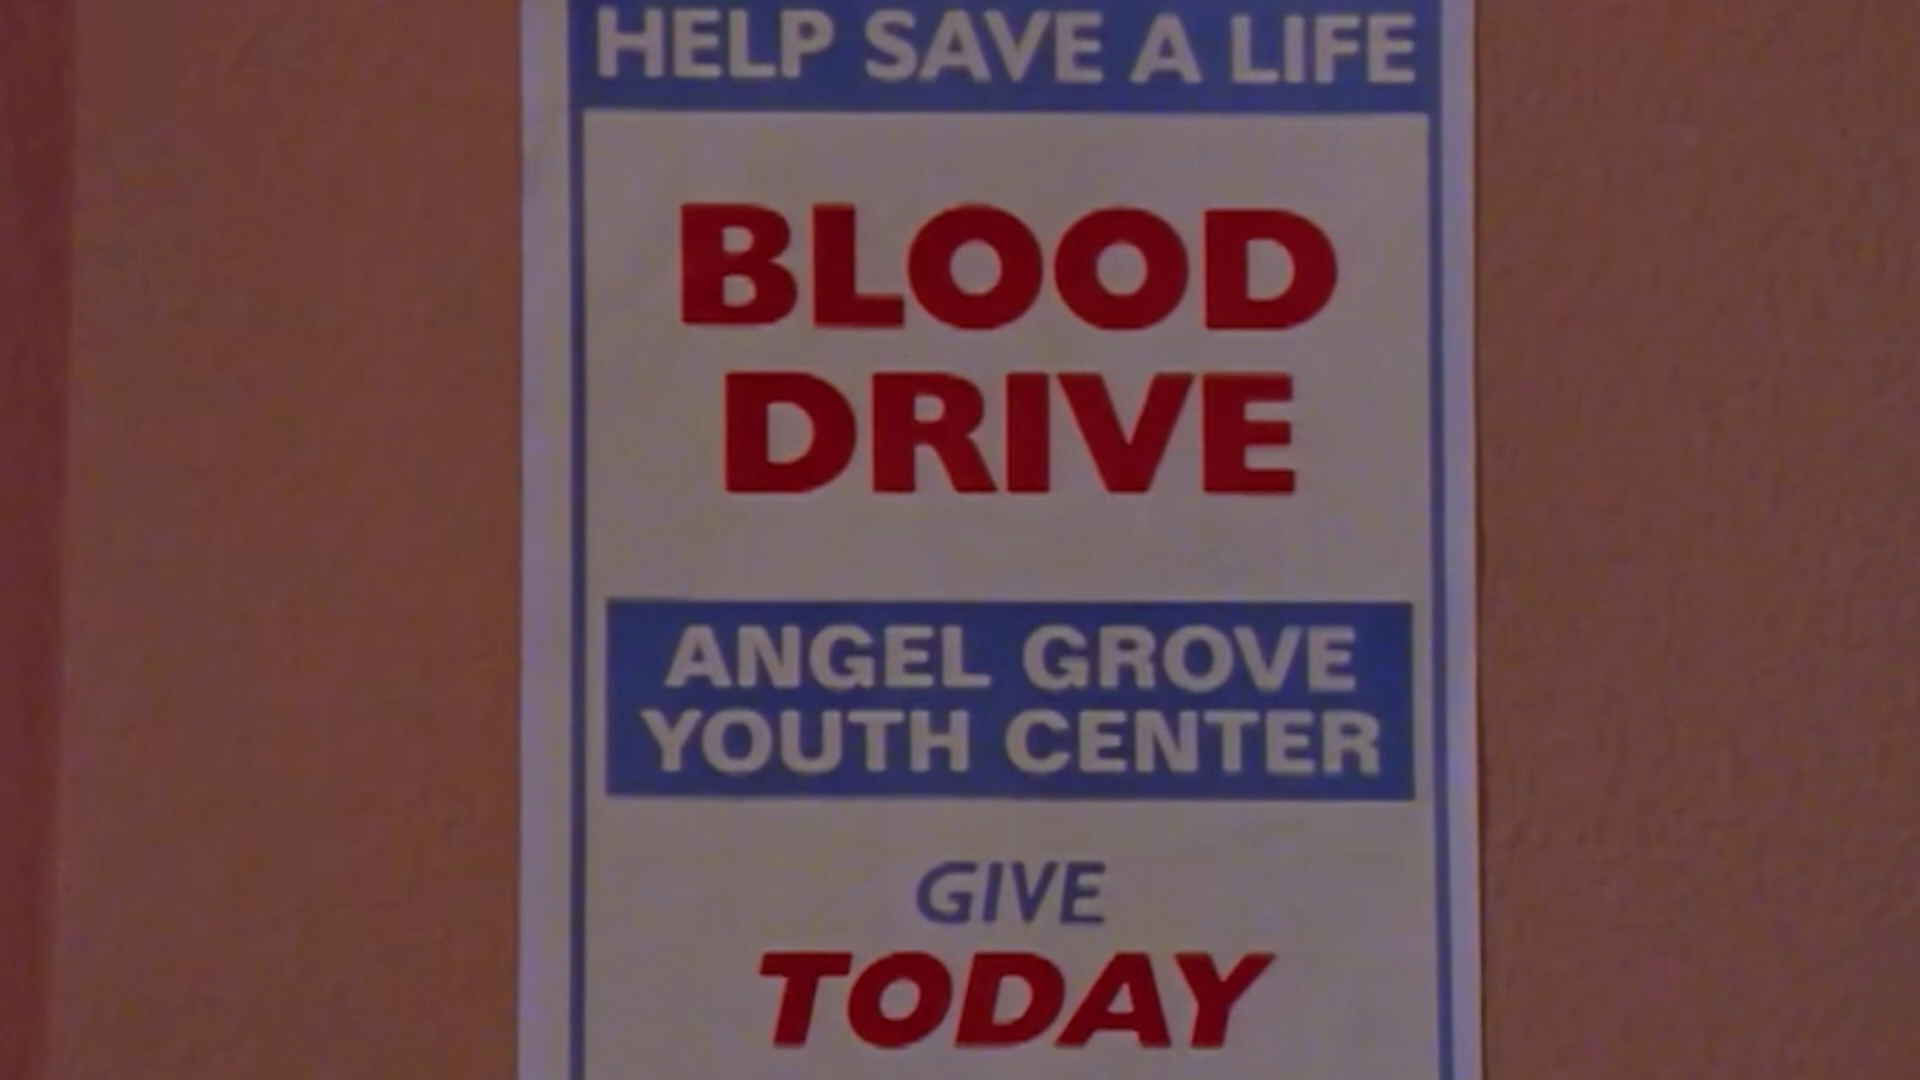 HELP SAVE A LIFE
BLOOD
DRIVE
ANGEL GROVE
YOUTH CENTER
GIVE
TODAY